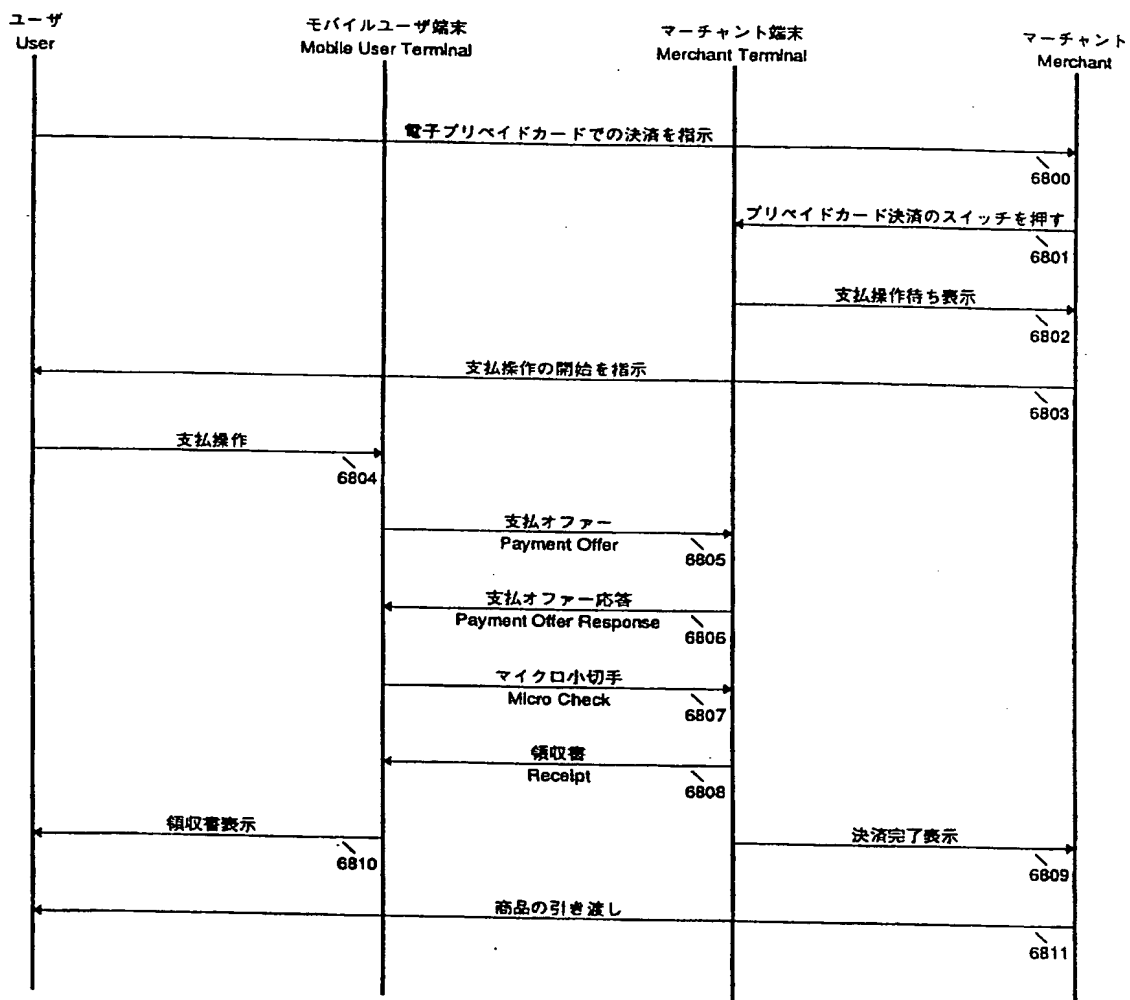 ユーザ
User
モバイルユーザ端末
Mobile User Terminal
マーチャント端末
Merchant Terminal
マーチャント
Merchant
電子プリペイドカードでの決済を指示
6800
プリペイドカード決済のスイッチを押す
6801
支払操作待ち表示
6802
支払操作の開始を指示
6803
支払操作
6804
支払オファー
Payment Offer
6805
支払オファー応答
Payment Offer Response
6806
マイクロ小切手
Micro Check
6807
領収書
Receipt
6808
領収書表示
6810
決済完了表示
6809
商品の引き渡し
6811